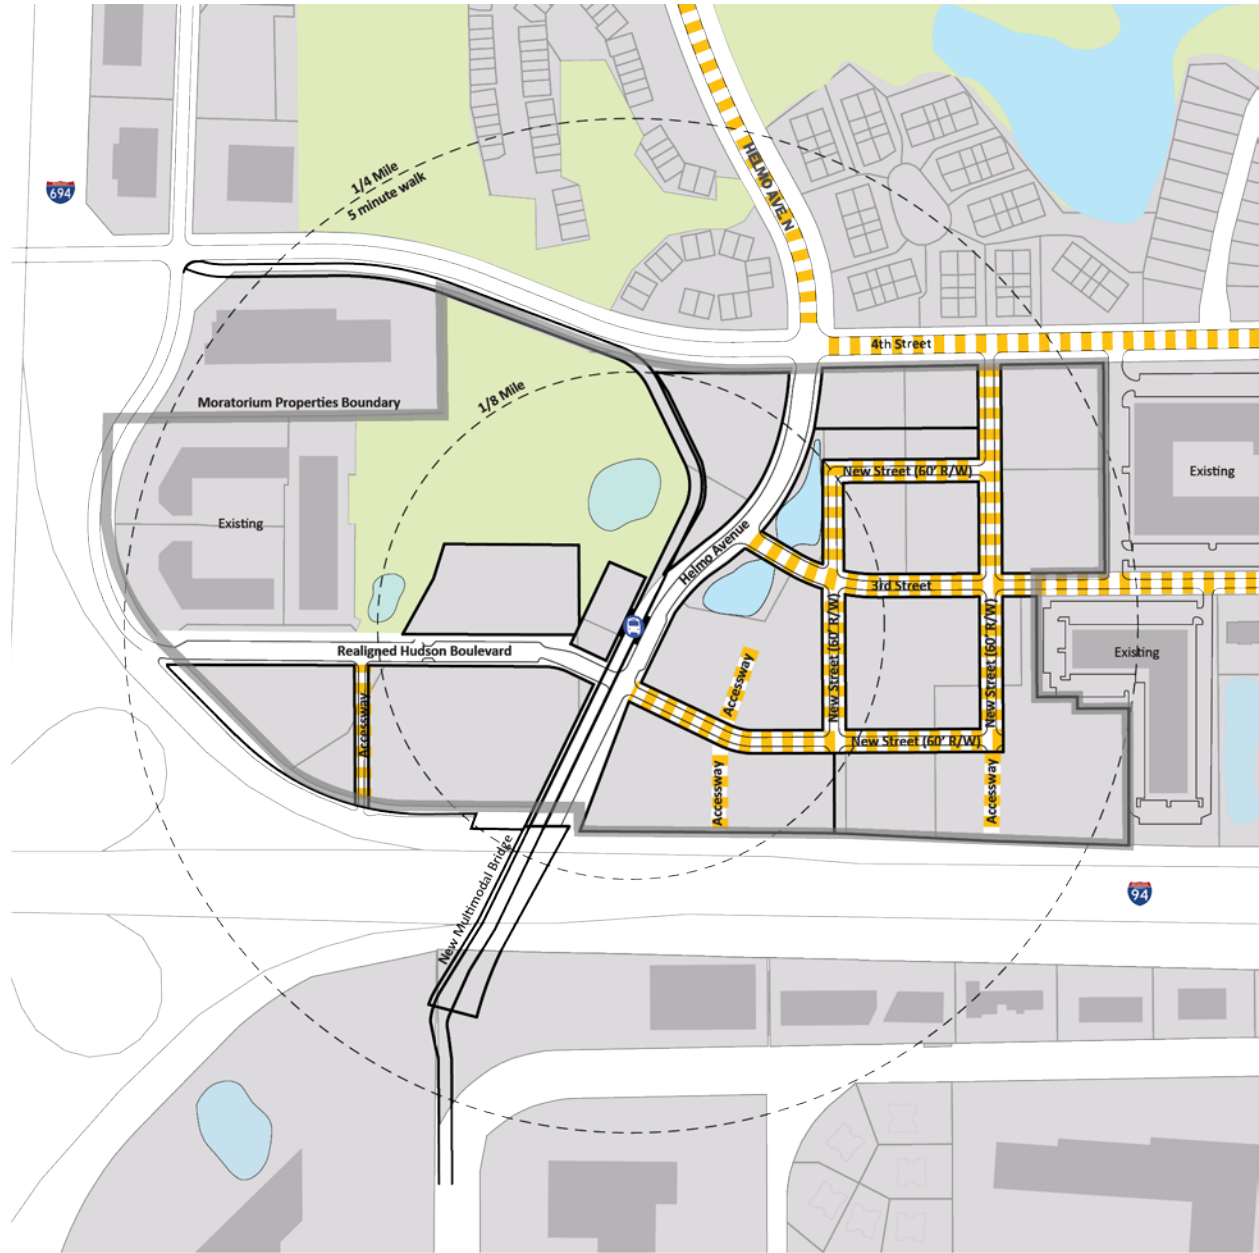 694
1/4 Mile
5 minute walk
HELMO AVE N
4th Street
1/8 Mile
Moratorium Properties Boundary
New Street (60' R/W)
Existing
Existing
Helmo Avenue
3rd Street
Realigned Hudson Boulevard
Existing
New Street (60' R/W)
New Street (60' R/W)
Accessway
Accessway
New Street (60' R/W)
Accessway
Accessway
New Multimodal Bridge
94